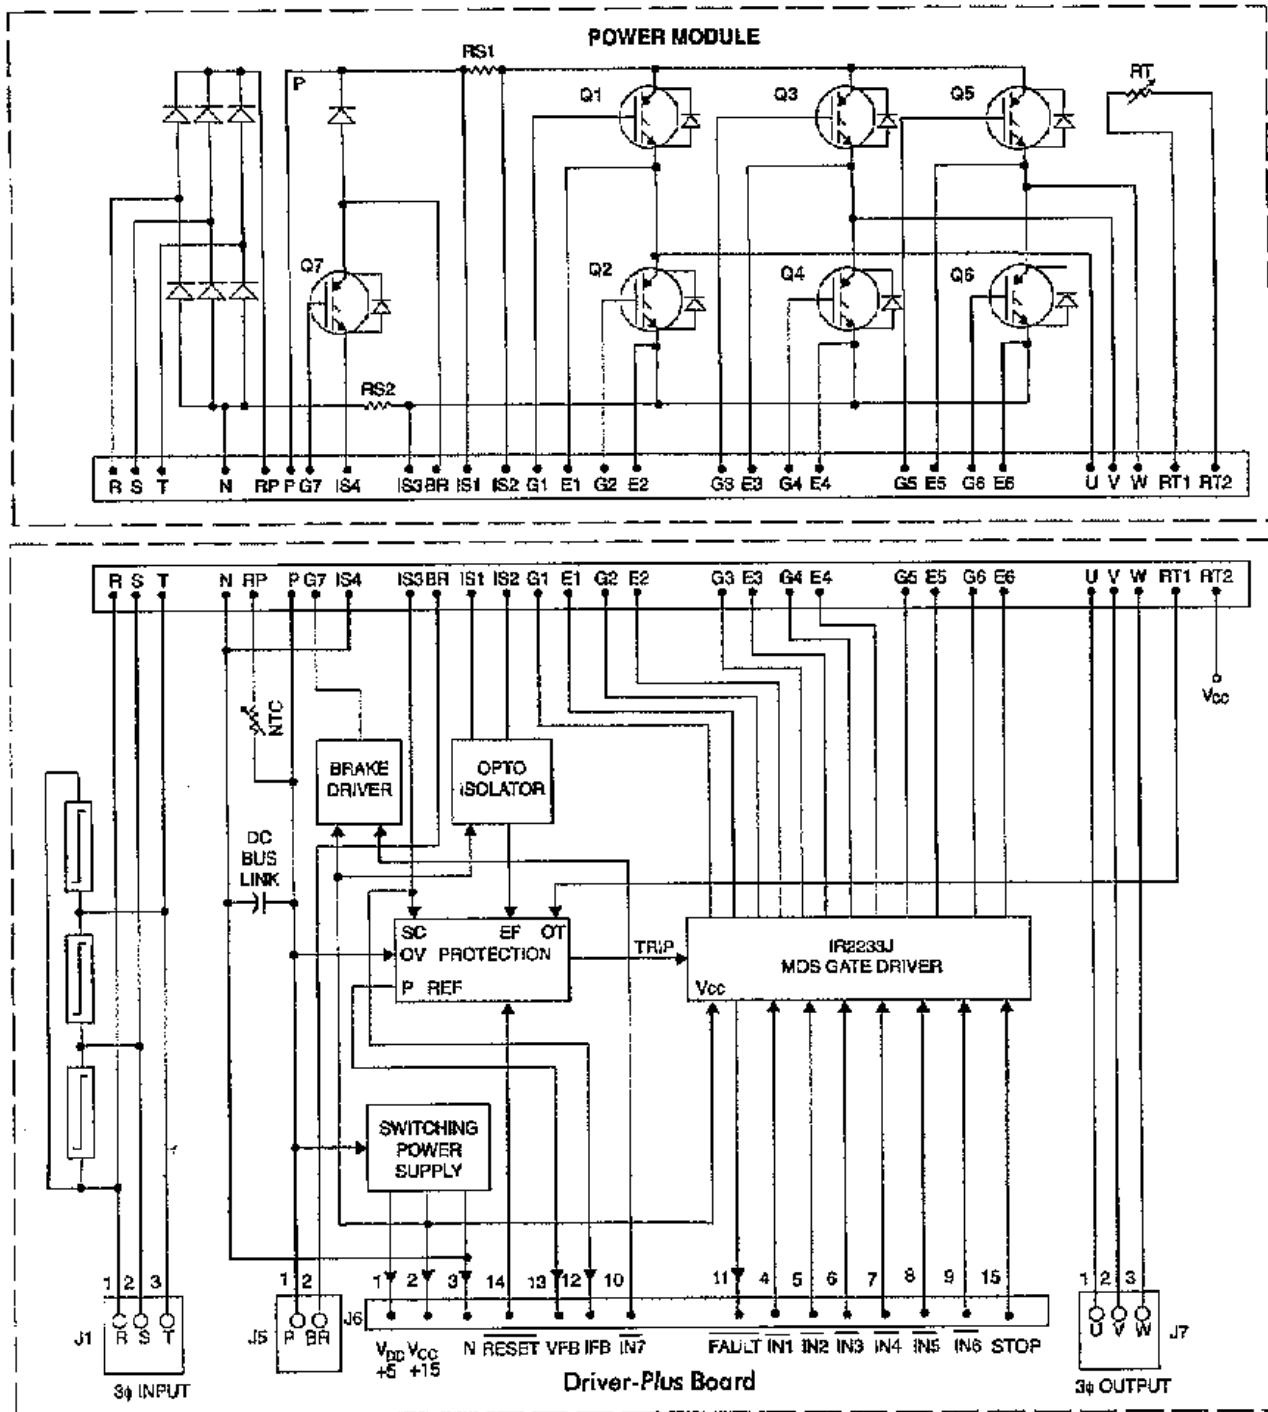 POWER MODULE
RS1
P
Q1
Q3
Q5
RT
Q7
Q2
Q4
Q6
RS2
R S T N RP P G7 IS4 IS3 BR IS1 IS2 G1 E1 G2 E2 G3 E3 G4 E4 G5 E5 G6 E6 U V W RT1 RT2
R S T N RP P G7 IS4 IS3 BR IS1 IS2 G1 E1 G2 E2 G3 E3 G4 E4 G5 E5 G6 E6 U V W RT1 RT2
VCC
NTC
BRAKE
DRIVER
OPTO
ISOLATOR
DC
BUS
LINK
SC EF OT
OV PROTECTION
P REF
TRIP
IR2233J
MOS GATE DRIVER
Vcc
SWITCHING
POWER
SUPPLY
1 2 3
1 2
1 2 3 14 13 12 10 11 4 5 6 7 8 9 15
1 2 3
J1 R S T
J5 P BR
J6
U V W J7
VDD VCC N RESET VFB IFB IN7 FAULT IN1 IN2 IN3 IN4 IN5 IN6 STOP
+5 +15
3ϕ INPUT
Driver-Plus Board
3ϕ OUTPUT